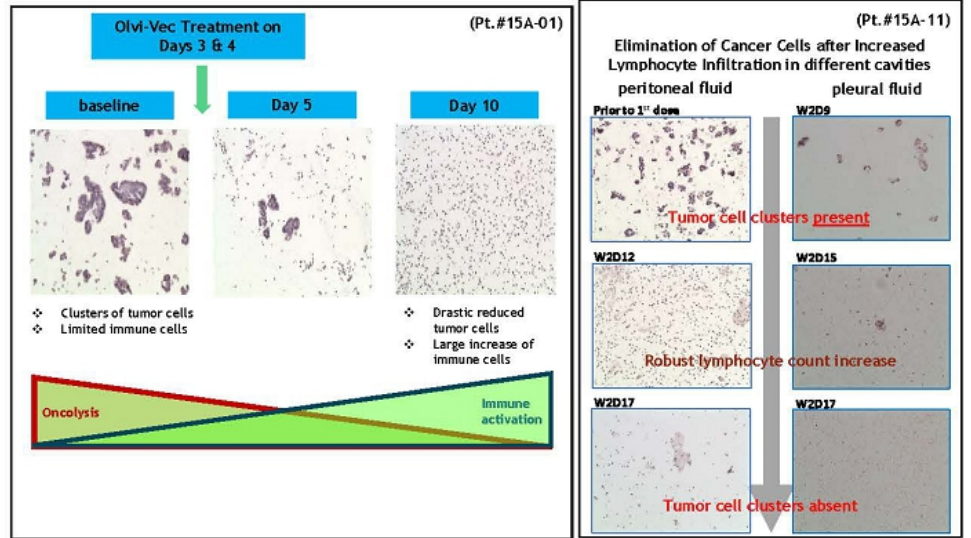 (Pt.#15A-01)
Olvi-Vec Treatment on
Days 3 & 4
baseline
Day 5
Day 10
❖ Clusters of tumor cells
❖ Limited immune cells
❖ Drastic reduced
tumor cells
❖ Large increase of
immune cells
Oncolysis
Immune
activation
(Pt.#15A-11)
Elimination of Cancer Cells after Increased
Lymphocyte Infiltration in different cavities
peritoneal fluid
pleural fluid
Prior to 1st dose
W2D9
Tumor cell clusters present
W2D12
W2D15
Robust lymphocyte count increase
W2D17
W2D17
Tumor cell clusters absent